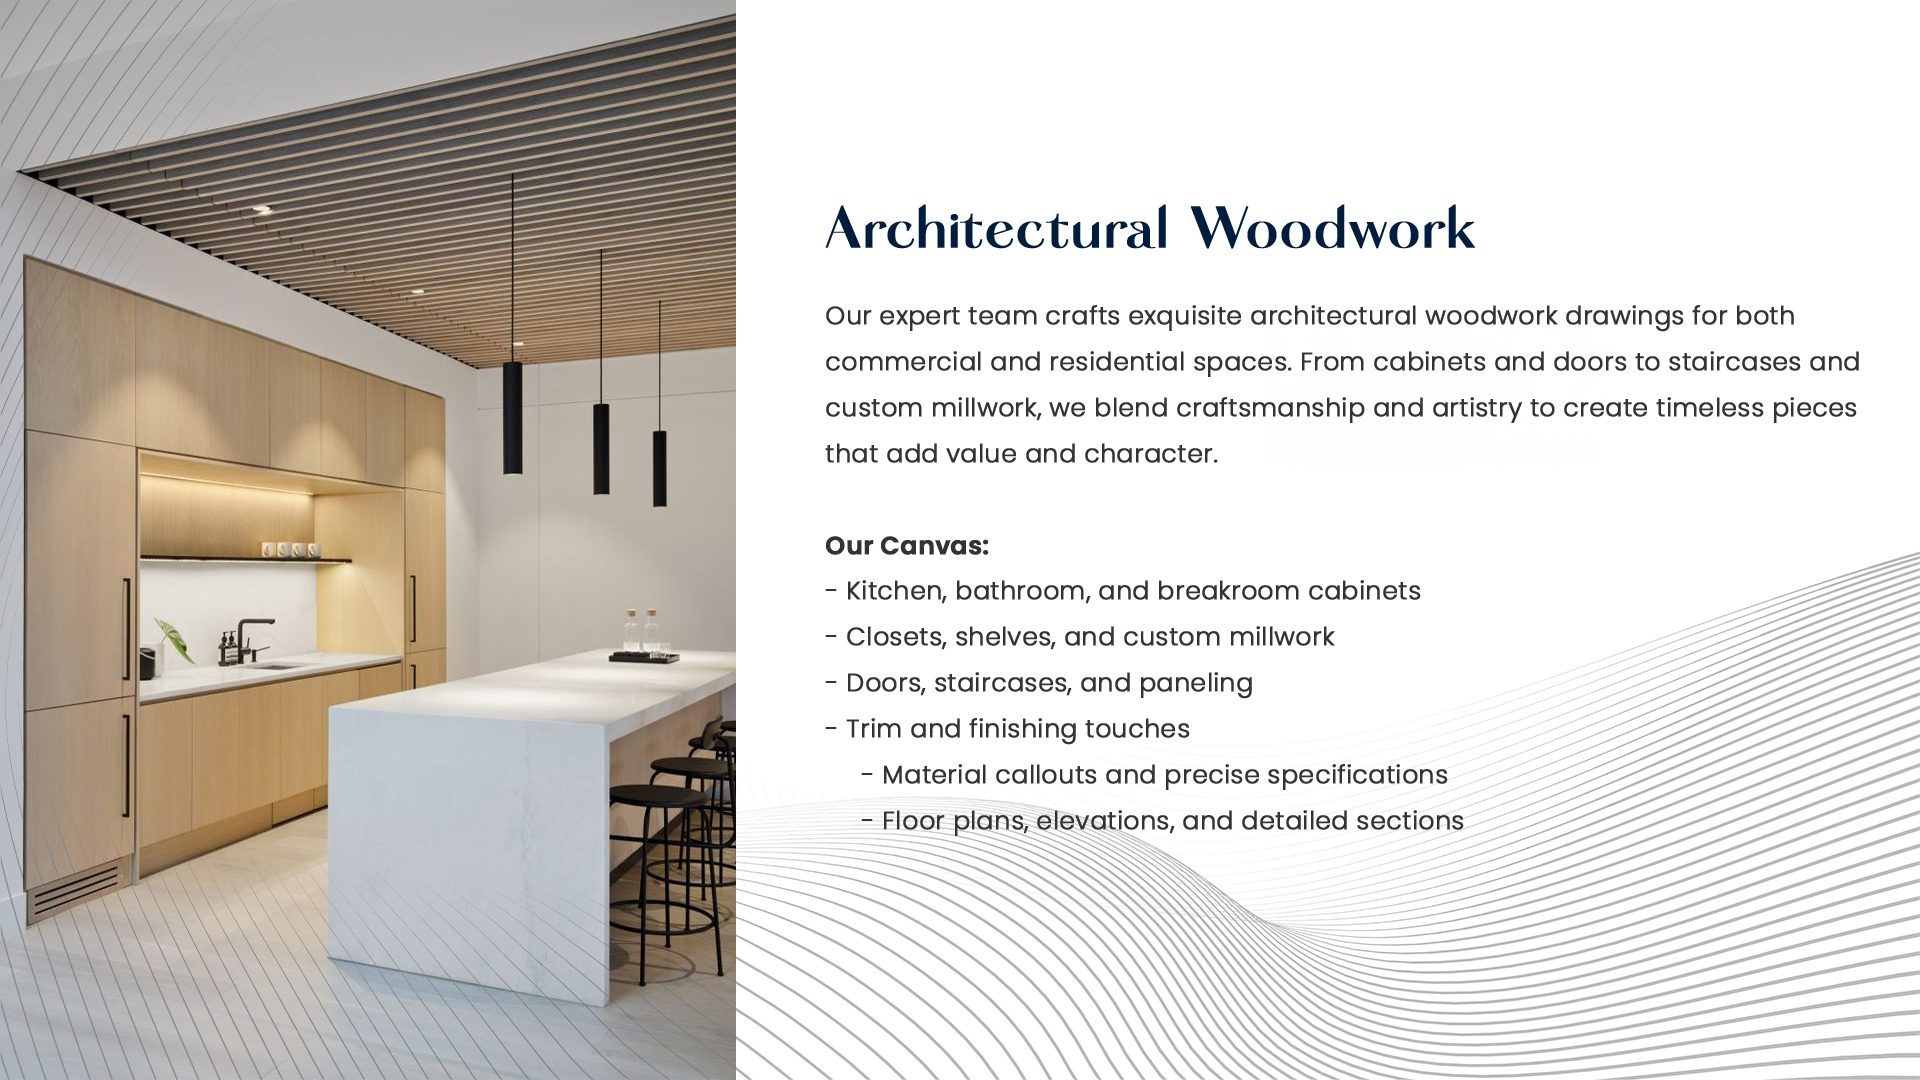 Architectural Woodwork
Our expert team crafts exquisite architectural woodwork drawings for both
commercial and residential spaces. From cabinets and doors to staircases and
custom millwork, we blend craftsmanship and artistry to create timeless pieces
that add value and character.
Our Canvas:
- Kitchen, bathroom, and breakroom cabinets
- Closets, shelves, and custom millwork
- Doors, staircases, and paneling
- Trim and finishing touches
- Material callouts and precise specifications
- Floor plans, elevations, and detailed sections